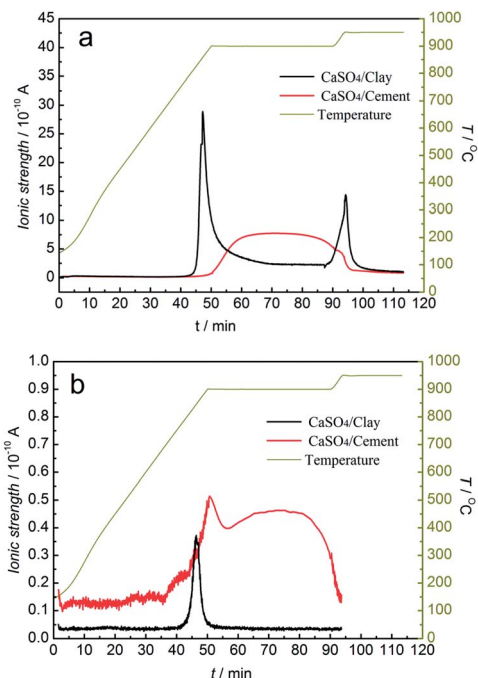 a
45
40
35
30
25
20
15
10
5
0
Ionic strength / 10⁻¹⁰ A
1000
900
800
700
600
500
400
300
200
100
0
T / °C
CaSO₄/Clay
CaSO₄/Cement
Temperature
0 10 20 30 40 50 60 70 80 90 100 110 120
t / min
b
1.0
0.9
0.8
0.7
0.6
0.5
0.4
0.3
0.2
0.1
0.0
Ionic strength / 10⁻¹⁰ A
1000
900
800
700
600
500
400
300
200
100
0
T / °C
CaSO₄/Clay
CaSO₄/Cement
Temperature
0 10 20 30 40 50 60 70 80 90 100 110 120
t / min